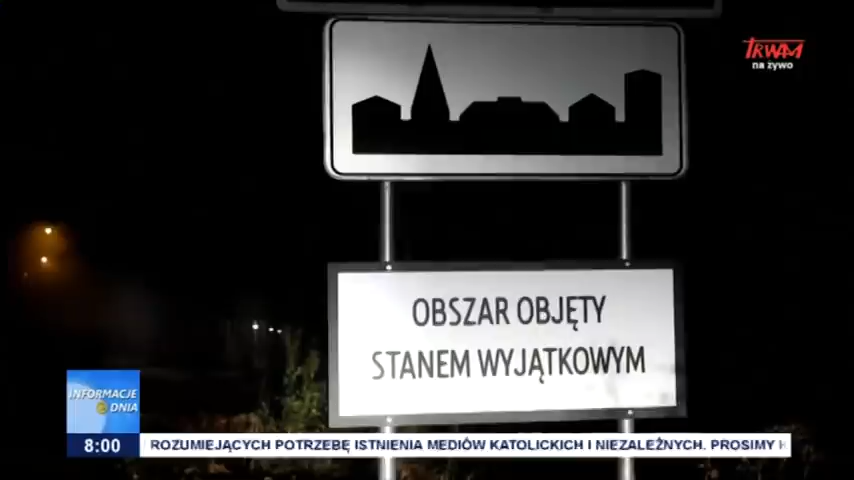 TRWAM
na żywo
OBSZAR OBJĘTY
STANEM WYJĄTKOWYM
INFORMACJE
DNIA
8:00
ROZUMIEJĄCYCH POTRZEBĘ ISTNIENIA MEDIÓW KATOLICKICH I NIEZALEŻNYCH. PROSIMY